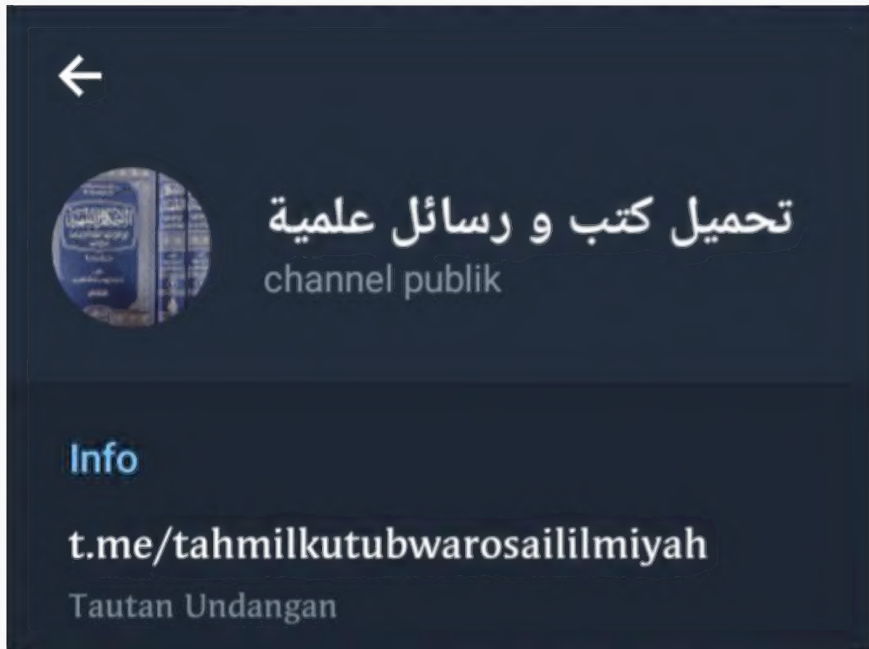 تحميل كتب و رسائل علمية
channel publik
Info
t.me/tahmilkutubwarosaililmiyah
Tautan Undangan